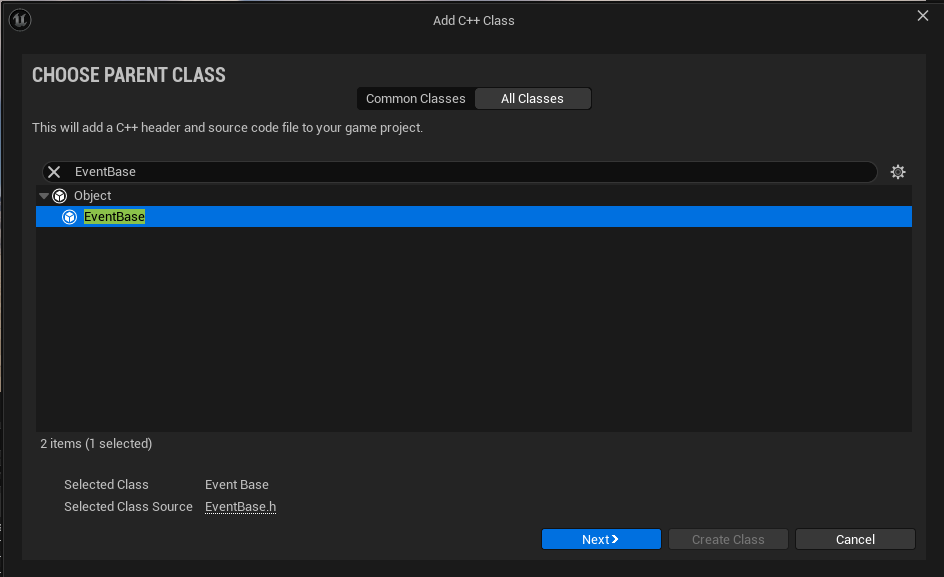 Add C++ Class
CHOOSE PARENT CLASS
Common Classes All Classes
This will add a C++ header and source code file to your game project.
EventBase
Object
EventBase
2 items (1 selected)
Selected Class Event Base
Selected Class Source EventBase.h
Next Create Class Cancel